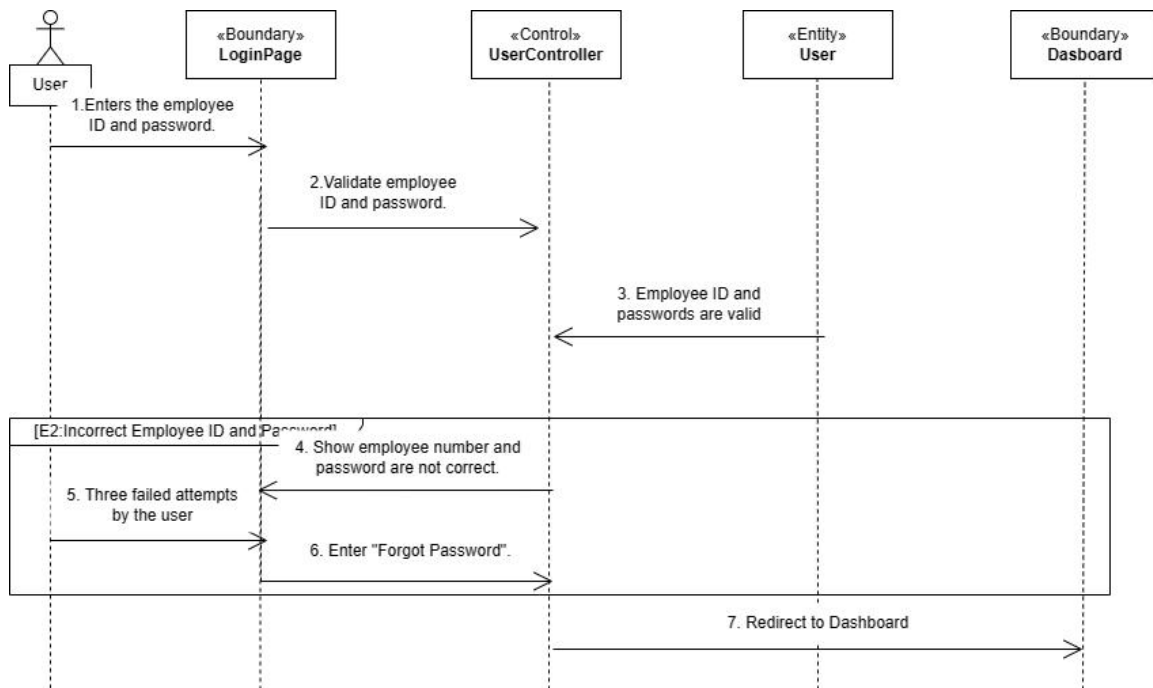 User
«Boundary»
LoginPage
«Control»
UserController
«Entity»
User
«Boundary»
Dasboard
1.Enters the employee
ID and password.
2.Validate employee
ID and password.
3. Employee ID and
passwords are valid
[E2:Incorrect Employee ID and Password]
4. Show employee number and
password are not correct.
5. Three failed attempts
by the user
6. Enter "Forgot Password".
7. Redirect to Dashboard